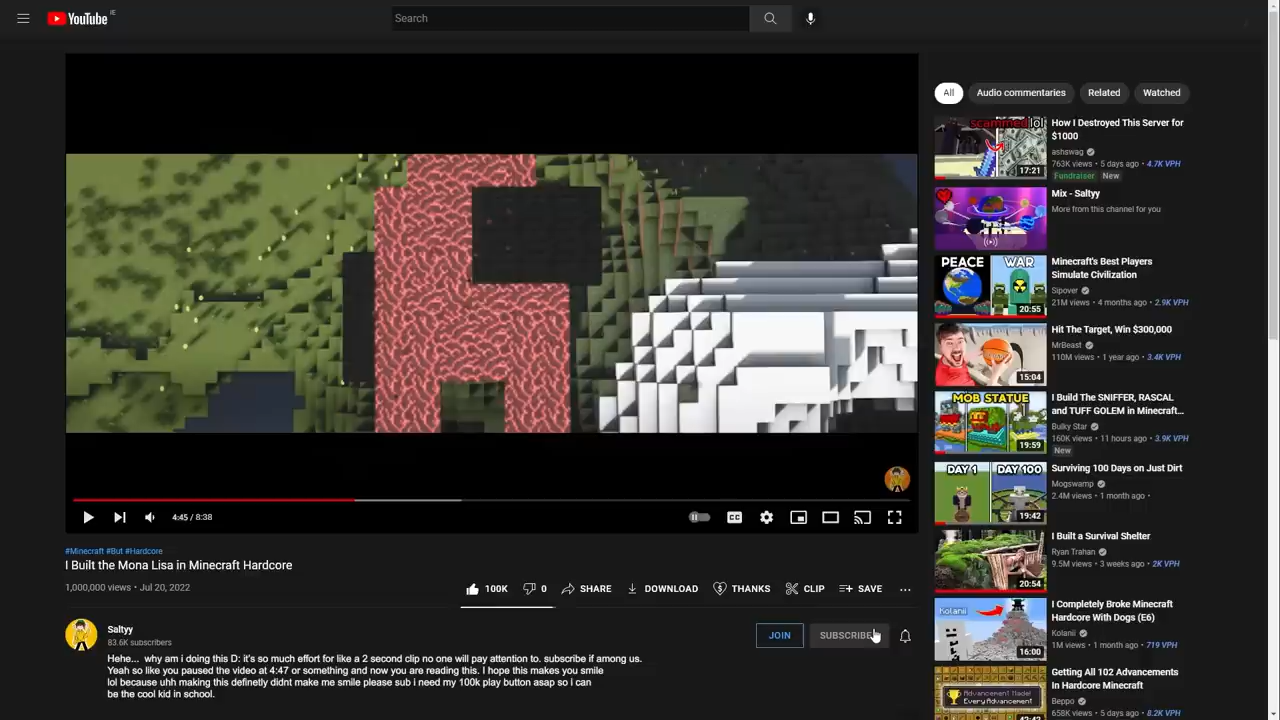 YouTube IE
Search
All
Audio commentaries
Related
Watched
scammed lol
17:21
How I Destroyed This Server for
$1000
ashswag
763K views • 5 days ago • 4.7K VPH
Fundraiser New
Mix - Saltyy
More from this channel for you
PEACE WAR
20:55
Minecraft's Best Players
Simulate Civilization
Sipover
21M views • 4 months ago • 2.9K VPH
15:04
Hit The Target, Win $300,000
MrBeast
110M views • 1 year ago • 3.4K VPH
MOB STATUE
19:59
I Build The SNIFFER, RASCAL
and TUFF GOLEM in Minecraft...
Bulky Star
160K views • 11 hours ago • 3.9K VPH
New
DAY 1 DAY 100
19:42
Surviving 100 Days on Just Dirt
Mogswamp
2.4M views • 1 month ago •
20:54
I Built a Survival Shelter
Ryan Trahan
9.5M views • 3 weeks ago • 2K VPH
Kolanii
16:00
I Completely Broke Minecraft
Hardcore With Dogs (E6)
Kolanii
1M views • 1 month ago • 719 VPH
Advancement Made!
Every Advancement
Getting All 102 Advancements
In Hardcore Minecraft
Beppo
658K views • 5 days ago • 8.2K VPH
4:45 / 8:38
CC
#Minecraft #But #Hardcore
I Built the Mona Lisa in Minecraft Hardcore
1,000,000 views • Jul 20, 2022
100K
0
SHARE
DOWNLOAD
THANKS
CLIP
SAVE
Saltyy
83.6K subscribers
JOIN
SUBSCRIBE
Hehe... why am i doing this D: it's so much effort for like a 2 second clip no one will pay attention to. subscribe if among us.
Yeah so like you paused the video at 4:47 or something and now you are reading this. I hope this makes you smile
lol because uhh making this definetly didnt make me smile please sub i need my 100k play button asap so i can
be the cool kid in school.